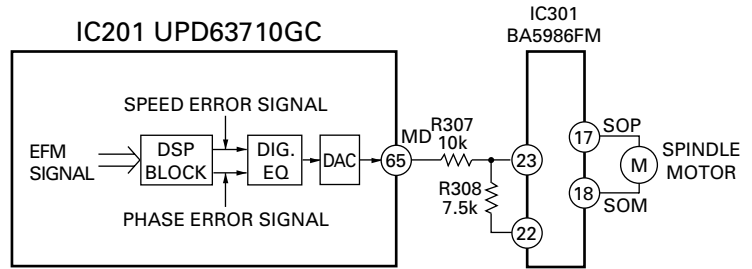 IC201 UPD63710GC
IC301
BA5986FM
SPEED ERROR SIGNAL
EFM
SIGNAL
DSP
BLOCK
DIG.
EQ
DAC
65
MD
R307
10k
23
R308
7.5k
22
17
SOP
M
SPINDLE
MOTOR
18
SOM
PHASE ERROR SIGNAL